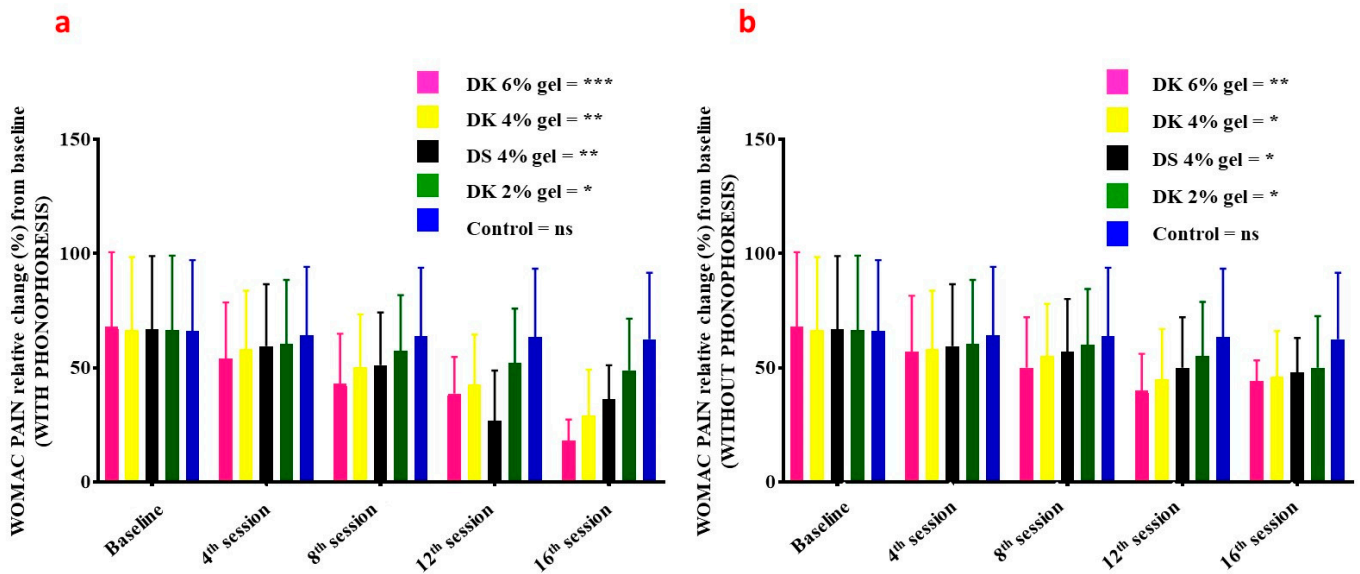 a
DK 6% gel = ***
DK 4% gel = **
DS 4% gel = **
DK 2% gel = *
Control = ns
WOMAC PAIN relative change (%) from baseline
(WITH PHONOPHORESIS)
150
100
50
0
Baseline
4th session
8th session
12th session
16th session
b
DK 6% gel = **
DK 4% gel = *
DS 4% gel = *
DK 2% gel = *
Control = ns
WOMAC PAIN relative change (%) from baseline
(WITHOUT PHONOPHORESIS)
150
100
50
0
Baseline
4th session
8th session
12th session
16th session